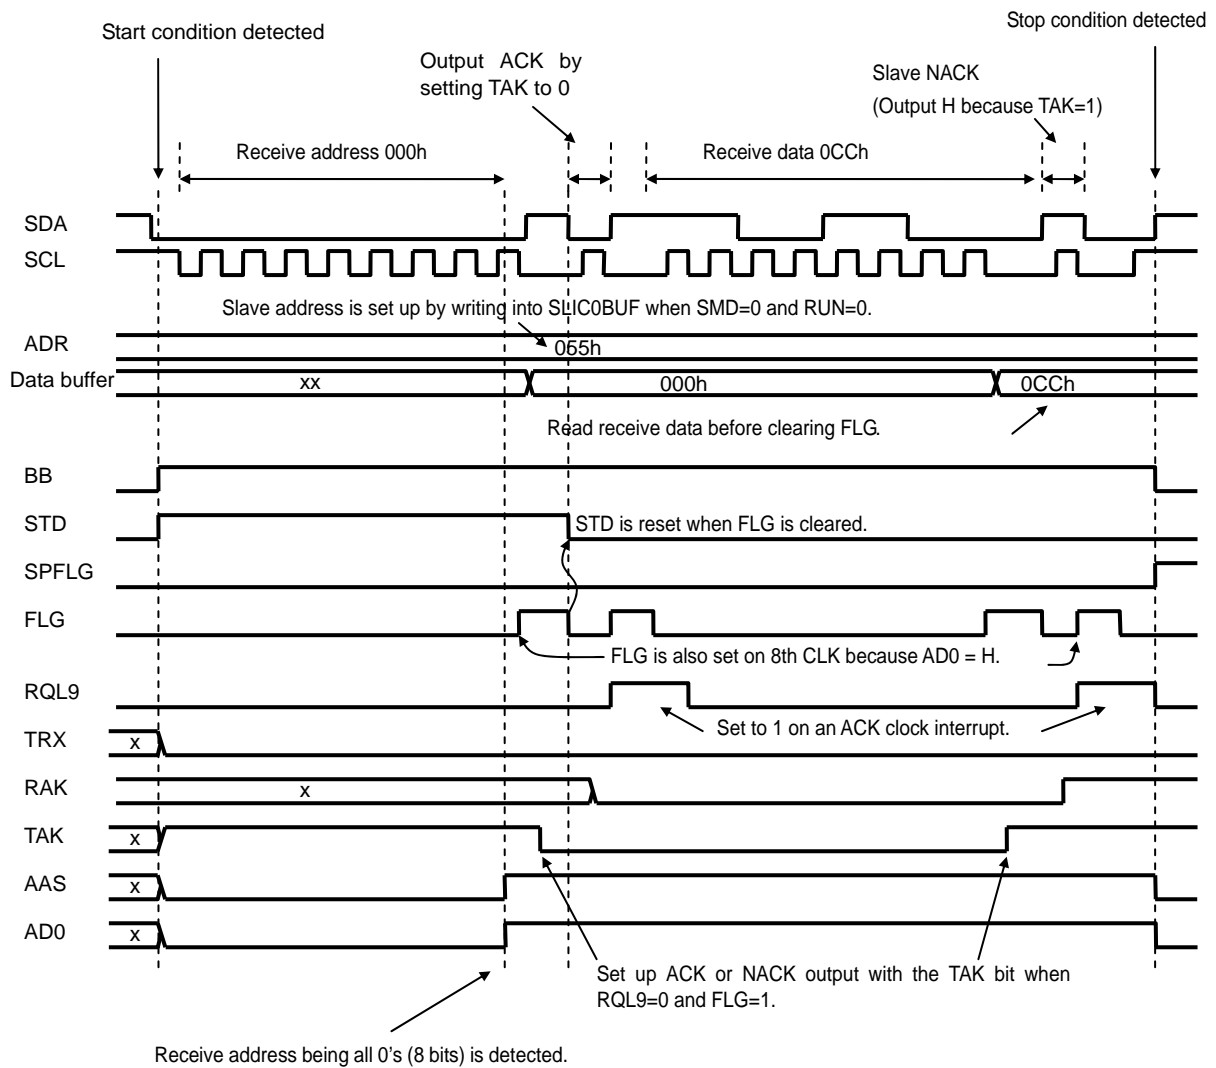 Stop condition detected
Start condition detected
Output ACK by
setting TAK to 0
Slave NACK
(Output H because TAK=1)
Receive address 000h
Receive data 0CCh
SDA
SCL
Slave address is set up by writing into SLIC0BUF when SMD=0 and RUN=0.
ADR
055h
Data buffer
xx
000h
0CCh
Read receive data before clearing FLG.
BB
STD
STD is reset when FLG is cleared.
SPFLG
FLG
FLG is also set on 8th CLK because AD0 = H.
RQL9
Set to 1 on an ACK clock interrupt.
TRX
x
RAK
x
TAK
x
AAS
x
AD0
x
Set up ACK or NACK output with the TAK bit when
RQL9=0 and FLG=1.
Receive address being all 0's (8 bits) is detected.